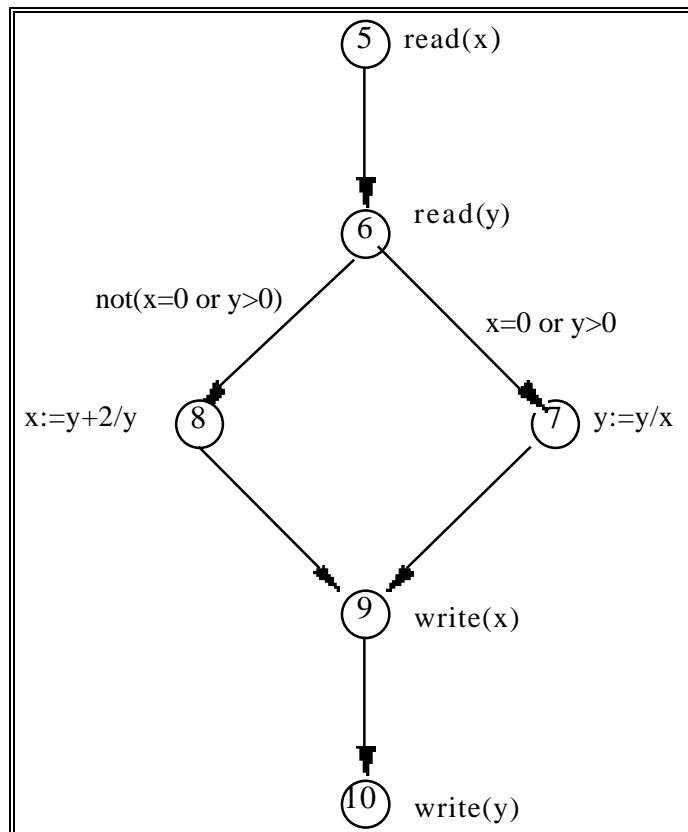 5 read(x)
6 read(y)
not(x=0 or y>0)
x=0 or y>0
x:=y+2/y 8 7 y:=y/x
9 write(x)
10 write(y)